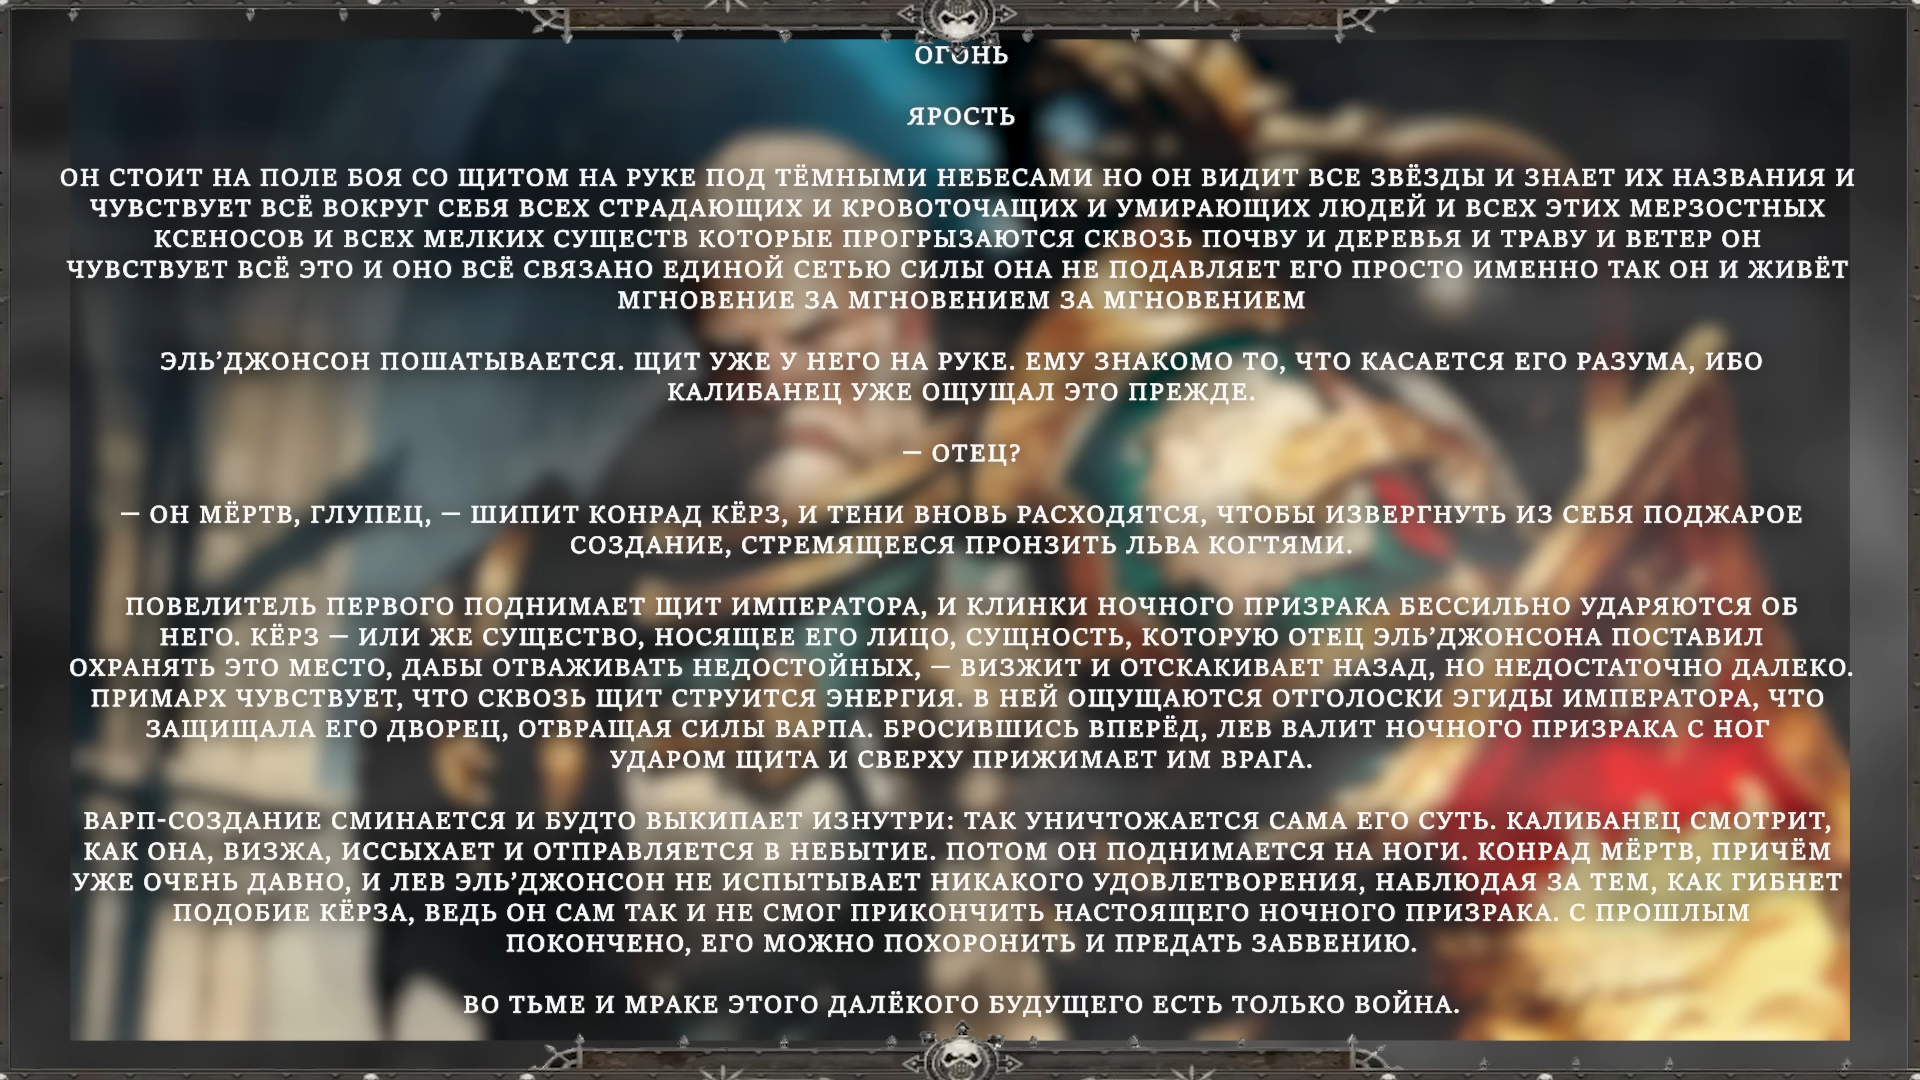 ОГОНЬ
ЯРОСТЬ
ОН СТОИТ НА ПОЛЕ БОЯ СО ЩИТОМ НА РУКЕ ПОД ТЁМНЫМИ НЕБЕСАМИ НО ОН ВИДИТ ВСЕ ЗВЁЗДЫ И ЗНАЕТ ИХ НАЗВАНИЯ И
ЧУВСТВУЕТ ВСЁ ВОКРУГ СЕБЯ ВСЕХ СТРАДАЮЩИХ И КРОВОТОЧАЩИХ И УМИРАЮЩИХ ЛЮДЕЙ И ВСЕХ ЭТИХ МЕРЗОСТНЫХ
КСЕНОСОВ И ВСЕХ МЕЛКИХ СУЩЕСТВ КОТОРЫЕ ПРОГРЫЗАЮТСЯ СКВОЗЬ ПОЧВУ И ДЕРЕВЬЯ И ТРАВУ И ВЕТЕР ОН
ЧУВСТВУЕТ ВСЁ ЭТО И ОНО ВСЁ СВЯЗАНО ЕДИНОЙ СЕТЬЮ СИЛЫ ОНА НЕ ПОДАВЛЯЕТ ЕГО ПРОСТО ИМЕННО ТАК ОН И ЖИВЁТ
МГНОВЕНИЕ ЗА МГНОВЕНИЕМ ЗА МГНОВЕНИЕМ
ЭЛЬ’ДЖОНСОН ПОШАТЫВАЕТСЯ. ЩИТ УЖЕ У НЕГО НА РУКЕ. ЕМУ ЗНАКОМО ТО, ЧТО КАСАЕТСЯ ЕГО РАЗУМА, ИБО
КАЛИБАНЕЦ УЖЕ ОЩУЩАЛ ЭТО ПРЕЖДЕ.
— ОТЕЦ?
— ОН МЁРТВ, ГЛУПЕЦ, — ШИПИТ КОНРАД КЁРЗ, И ТЕНИ ВНОВЬ РАСХОДЯТСЯ, ЧТОБЫ ИЗВЕРГНУТЬ ИЗ СЕБЯ ПОДЖАРОЕ
СОЗДАНИЕ, СТРЕМЯЩЕЕСЯ ПРОНЗИТЬ ЛЬВА КОГТЯМИ.
ПОВЕЛИТЕЛЬ ПЕРВОГО ПОДНИМАЕТ ЩИТ ИМПЕРАТОРА, И КЛИНКИ НОЧНОГО ПРИЗРАКА БЕССИЛЬНО УДАРЯЮТСЯ ОБ
НЕГО. КЁРЗ — ИЛИ ЖЕ СУЩЕСТВО, НОСЯЩЕЕ ЕГО ЛИЦО, СУЩНОСТЬ, КОТОРУЮ ОТЕЦ ЭЛЬ’ДЖОНСОНА ПОСТАВИЛ
ОХРАНЯТЬ ЭТО МЕСТО, ДАБЫ ОТВАЖИВАТЬ НЕДОСТОЙНЫХ, — ВИЗЖИТ И ОТСКАКИВАЕТ НАЗАД, НО НЕДОСТАТОЧНО ДАЛЕКО.
ПРИМАРХ ЧУВСТВУЕТ, ЧТО СКВОЗЬ ЩИТ СТРУИТСЯ ЭНЕРГИЯ. В НЕЙ ОЩУЩАЮТСЯ ОТГОЛОСКИ ЭГИДЫ ИМПЕРАТОРА, ЧТО
ЗАЩИЩАЛА ЕГО ДВОРЕЦ, ОТВРАЩАЯ СИЛЫ ВАРПА. БРОСИВШИСЬ ВПЕРЁД, ЛЕВ ВАЛИТ НОЧНОГО ПРИЗРАКА С НОГ
УДАРОМ ЩИТА И СВЕРХУ ПРИЖИМАЕТ ИМ ВРАГА.
ВАРП-СОЗДАНИЕ СМИНАЕТСЯ И БУДТО ВЫКИПАЕТ ИЗНУТРИ: ТАК УНИЧТОЖАЕТСЯ САМА ЕГО СУТЬ. КАЛИБАНЕЦ СМОТРИТ,
КАК ОНА, ВИЗЖА, ИССЫХАЕТ И ОТПРАВЛЯЕТСЯ В НЕБЫТИЕ. ПОТОМ ОН ПОДНИМАЕТСЯ НА НОГИ. КОНРАД МЁРТВ, ПРИЧЁМ
УЖЕ ОЧЕНЬ ДАВНО, И ЛЕВ ЭЛЬ’ДЖОНСОН НЕ ИСПЫТЫВАЕТ НИКАКОГО УДОВЛЕТВОРЕНИЯ, НАБЛЮДАЯ ЗА ТЕМ, КАК ГИБНЕТ
ПОДОБИЕ КЁРЗА, ВЕДЬ ОН САМ ТАК И НЕ СМОГ ПРИКОНЧИТЬ НАСТОЯЩЕГО НОЧНОГО ПРИЗРАКА. С ПРОШЛЫМ
ПОКОНЧЕНО, ЕГО МОЖНО ПОХОРОНИТЬ И ПРЕДАТЬ ЗАБВЕНИЮ.
ВО ТЬМЕ И МРАКЕ ЭТОГО ДАЛЁКОГО БУДУЩЕГО ЕСТЬ ТОЛЬКО ВОЙНА.